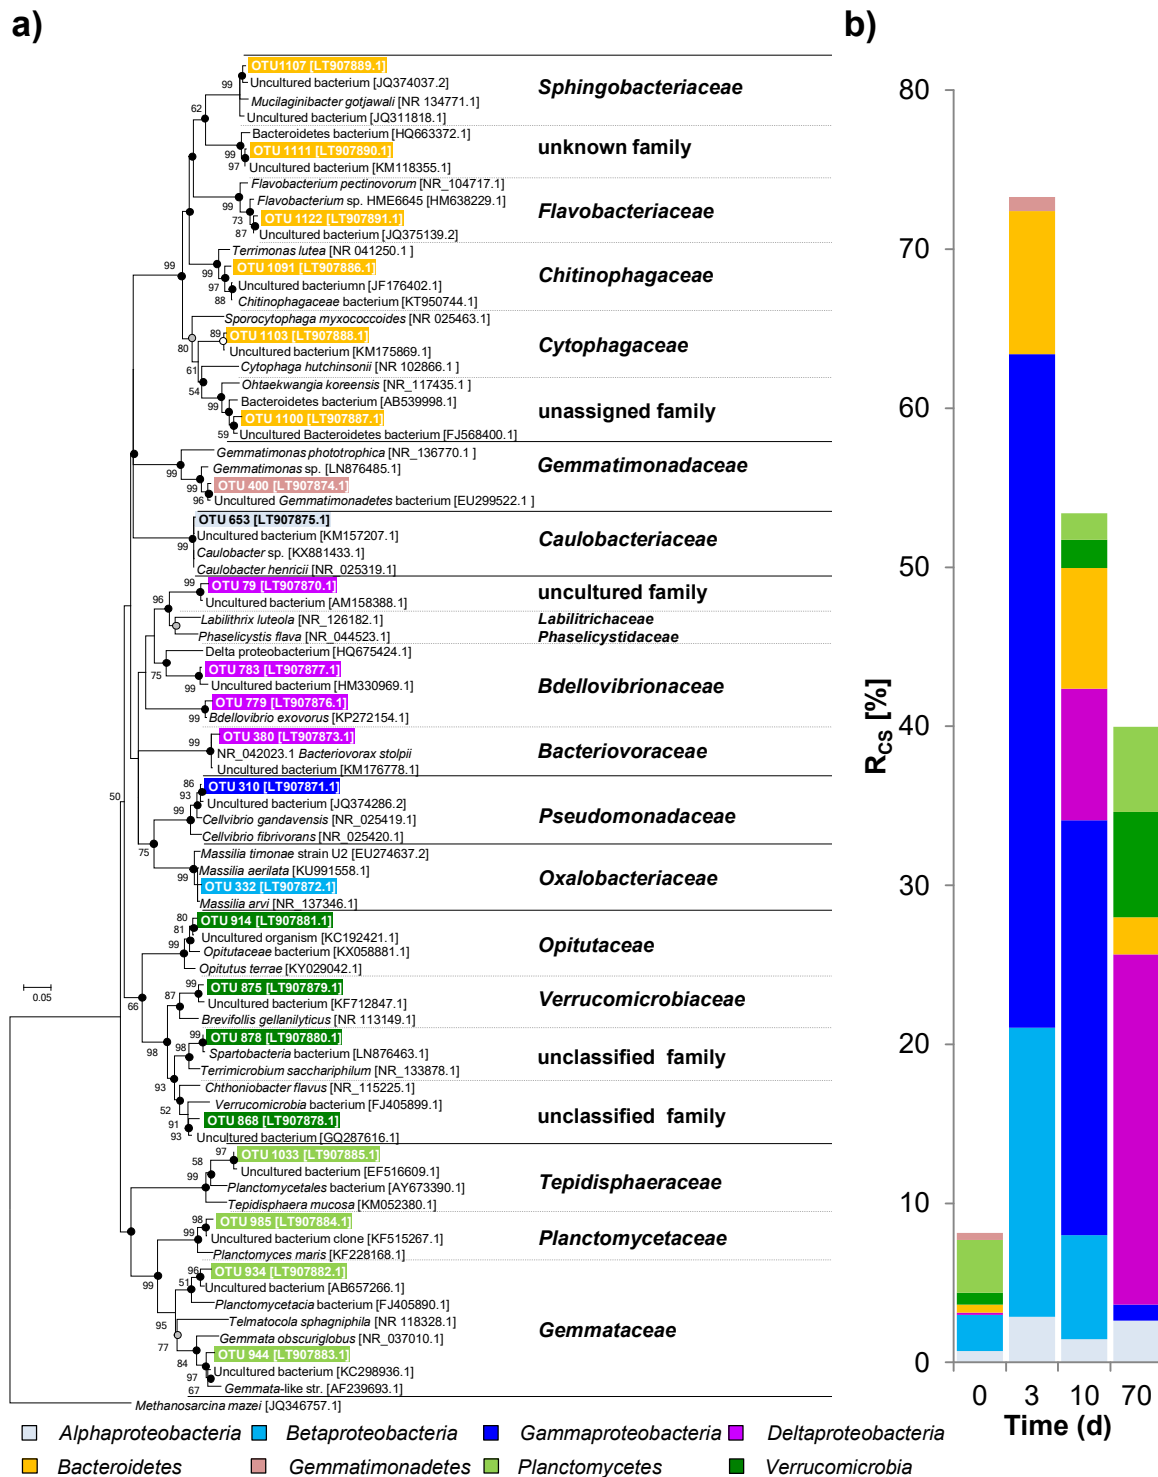 a)
b)
99
OTU1107 [LT907889.1]
Uncultured bacterium [JQ374037.2]
Mucilaginibacter gotjawali [NR 134771.1]
Uncultured bacterium [JQ311818.1]
Sphingobacteriaceae
62
Bacteroidetes bacterium [HQ663372.1]
99
OTU 1111 [LT907890.1]
97
Uncultured bacterium [KM118355.1]
unknown family
Flavobacterium pectinovorum [NR_104717.1]
99
Flavobacterium sp. HME6645 [HM638229.1]
73
OTU 1122 [LT907891.1]
87
Uncultured bacterium [JQ375139.2]
Flavobacteriaceae
Terrimonas lutea [NR 041250.1 ]
99
OTU 1091 [LT907886.1]
97
Uncultured bacteriumn [JF176402.1]
88
Chitinophagaceae bacterium [KT950744.1]
Chitinophagaceae
99
Sporocytophaga myxococcoides [NR 025463.1]
89
OTU 1103 [LT907888.1]
80
Uncultured bacterium [KM175869.1]
61
Cytophaga hutchinsonii [NR 102866.1 ]
Cytophagaceae
54
Ohtaekwangia koreensis [NR_117435.1 ]
99
Bacteroidetes bacterium [AB539998.1]
OTU 1100 [LT907887.1]
59
Uncultured Bacteroidetes bacterium [FJ568400.1]
unassigned family
Gemmatimonas phototrophica [NR_136770.1 ]
99
Gemmatimonas sp. [LN876485.1]
99
OTU 400 [LT907874.1]
96
Uncultured Gemmatimonadetes bacterium [EU299522.1 ]
Gemmatimonadaceae
OTU 653 [LT907875.1]
Uncultured bacterium [KM157207.1]
99
Caulobacter sp. [KX881433.1]
Caulobacter henricii [NR_025319.1]
Caulobacteriaceae
99
OTU 79 [LT907870.1]
96
Uncultured bacterium [AM158388.1]
uncultured family
Labilithrix luteola [NR_126182.1]
Labilitrichaceae
Phaselicystis flava [NR_044523.1]
Phaselicystidaceae
Delta proteobacterium [HQ675424.1]
75
OTU 783 [LT907877.1]
99
Uncultured bacterium [HM330969.1]
OTU 779 [LT907876.1]
99
Bdellovibrio exovorus [KP272154.1]
Bdellovibrionaceae
99
OTU 380 [LT907873.1]
NR_042023.1 Bacteriovorax stolpii
Uncultured bacterium [KM176778.1]
Bacteriovoraceae
50
86
OTU 310 [LT907871.1]
93
Uncultured bacterium [JQ374286.2]
99
Cellvibrio gandavensis [NR_025419.1]
Cellvibrio fibrivorans [NR_025420.1]
Pseudomonadaceae
75
Massilia timonae strain U2 [EU274637.2]
Massilia aerilata [KU991558.1]
99
OTU 332 [LT907872.1]
Massilia arvi [NR_137346.1]
Oxalobacteriaceae
80
OTU 914 [LT907881.1]
81
Uncultured organism [KC192421.1]
99
Opitutaceae bacterium [KX058881.1]
Opitutus terrae [KY029042.1]
Opitutaceae
66
99
OTU 875 [LT907879.1]
87
Uncultured bacterium [KF712847.1]
Brevifollis gellanilyticus [NR 113149.1]
Verrucomicrobiaceae
98
99
OTU 878 [LT907880.1]
98
Spartobacteria bacterium [LN876463.1]
Terrimicrobium sacchariphilum [NR_133878.1]
unclassified family
93
Chthoniobacter flavus [NR_115225.1]
52
Verrucomicrobia bacterium [FJ405899.1]
91
OTU 868 [LT907878.1]
93
Uncultured bacterium [GQ287616.1]
unclassified family
97
OTU 1033 [LT907885.1]
58
Uncultured bacterium [EF516609.1]
99
Planctomycetales bacterium [AY673390.1]
Tepidisphaera mucosa [KM052380.1]
Tepidisphaeraceae
98
OTU 985 [LT907884.1]
99
Uncultured bacterium clone [KF515267.1]
Planctomyces maris [KF228168.1]
Planctomycetaceae
99
96
OTU 934 [LT907882.1]
51
Uncultured bacterium [AB657266.1]
Planctomycetacia bacterium [FJ405890.1]
95
Telmatocola sphagniphila [NR 118328.1]
77
Gemmata obscuriglobus [NR_037010.1]
84
OTU 944 [LT907883.1]
97
Uncultured bacterium [KC298936.1]
67
Gemmata-like str. [AF239693.1]
Gemmataceae
Methanosarcina mazei [JQ346757.1]
0.05
80
70
60
50
40
30
20
10
0
RCS [%]
0 3 10 70
Time (d)
Alphaproteobacteria Betaproteobacteria Gammaproteobacteria Deltaproteobacteria
Bacteroidetes Gemmatimonadetes Planctomycetes Verrucomicrobia